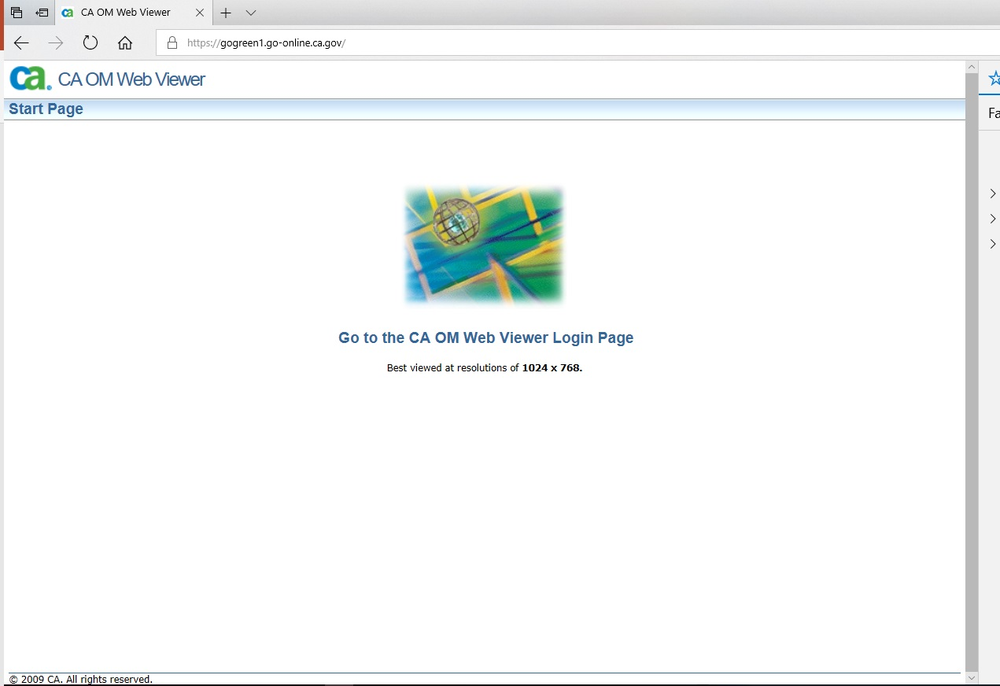 CA OM Web Viewer
https://gogreen1.go-online.ca.gov/
ca. CA OM Web Viewer
Fa
Start Page
Go to the CA OM Web Viewer Login Page
Best viewed at resolutions of 1024 x 768.
© 2009 CA. All rights reserved.